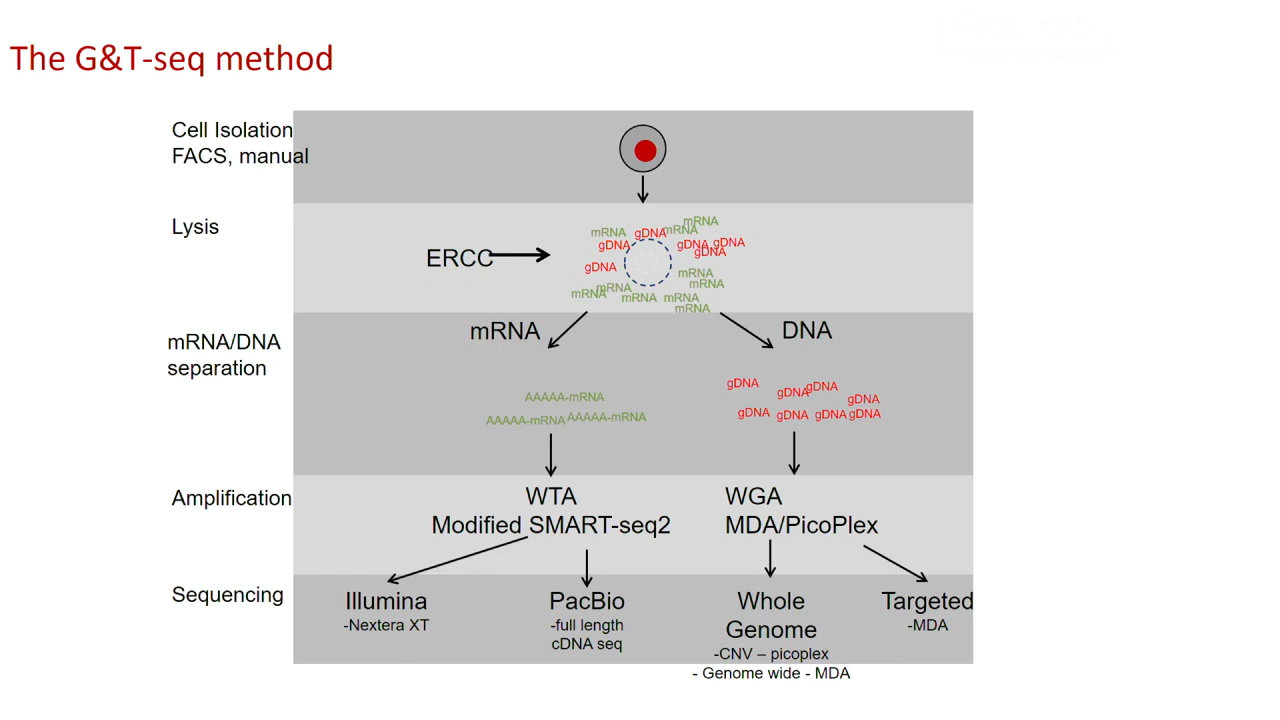 The G&T-seq method
Cell Isolation
FACS, manual
Lysis
ERCC
mRNA
gDNA
mRNA
mRNA
gDNA
gDNA
gDNA
gDNA
gDNA
mRNA
mRNA
mRNA
mRNA
mRNA
mRNA
mRNA
mRNA/DNA
separation
mRNA
DNA
AAAAA-mRNA
AAAAA-mRNA
AAAAA-mRNA
gDNA
gDNA
gDNA
gDNA
gDNA
gDNA
gDNA
gDNA
Amplification
WTA
Modified SMART-seq2
WGA
MDA/PicoPlex
Sequencing
Illumina
-Nextera XT
PacBio
-full length
cDNA seq
Whole
Genome
-CNV – picoplex
- Genome wide - MDA
Targeted
-MDA